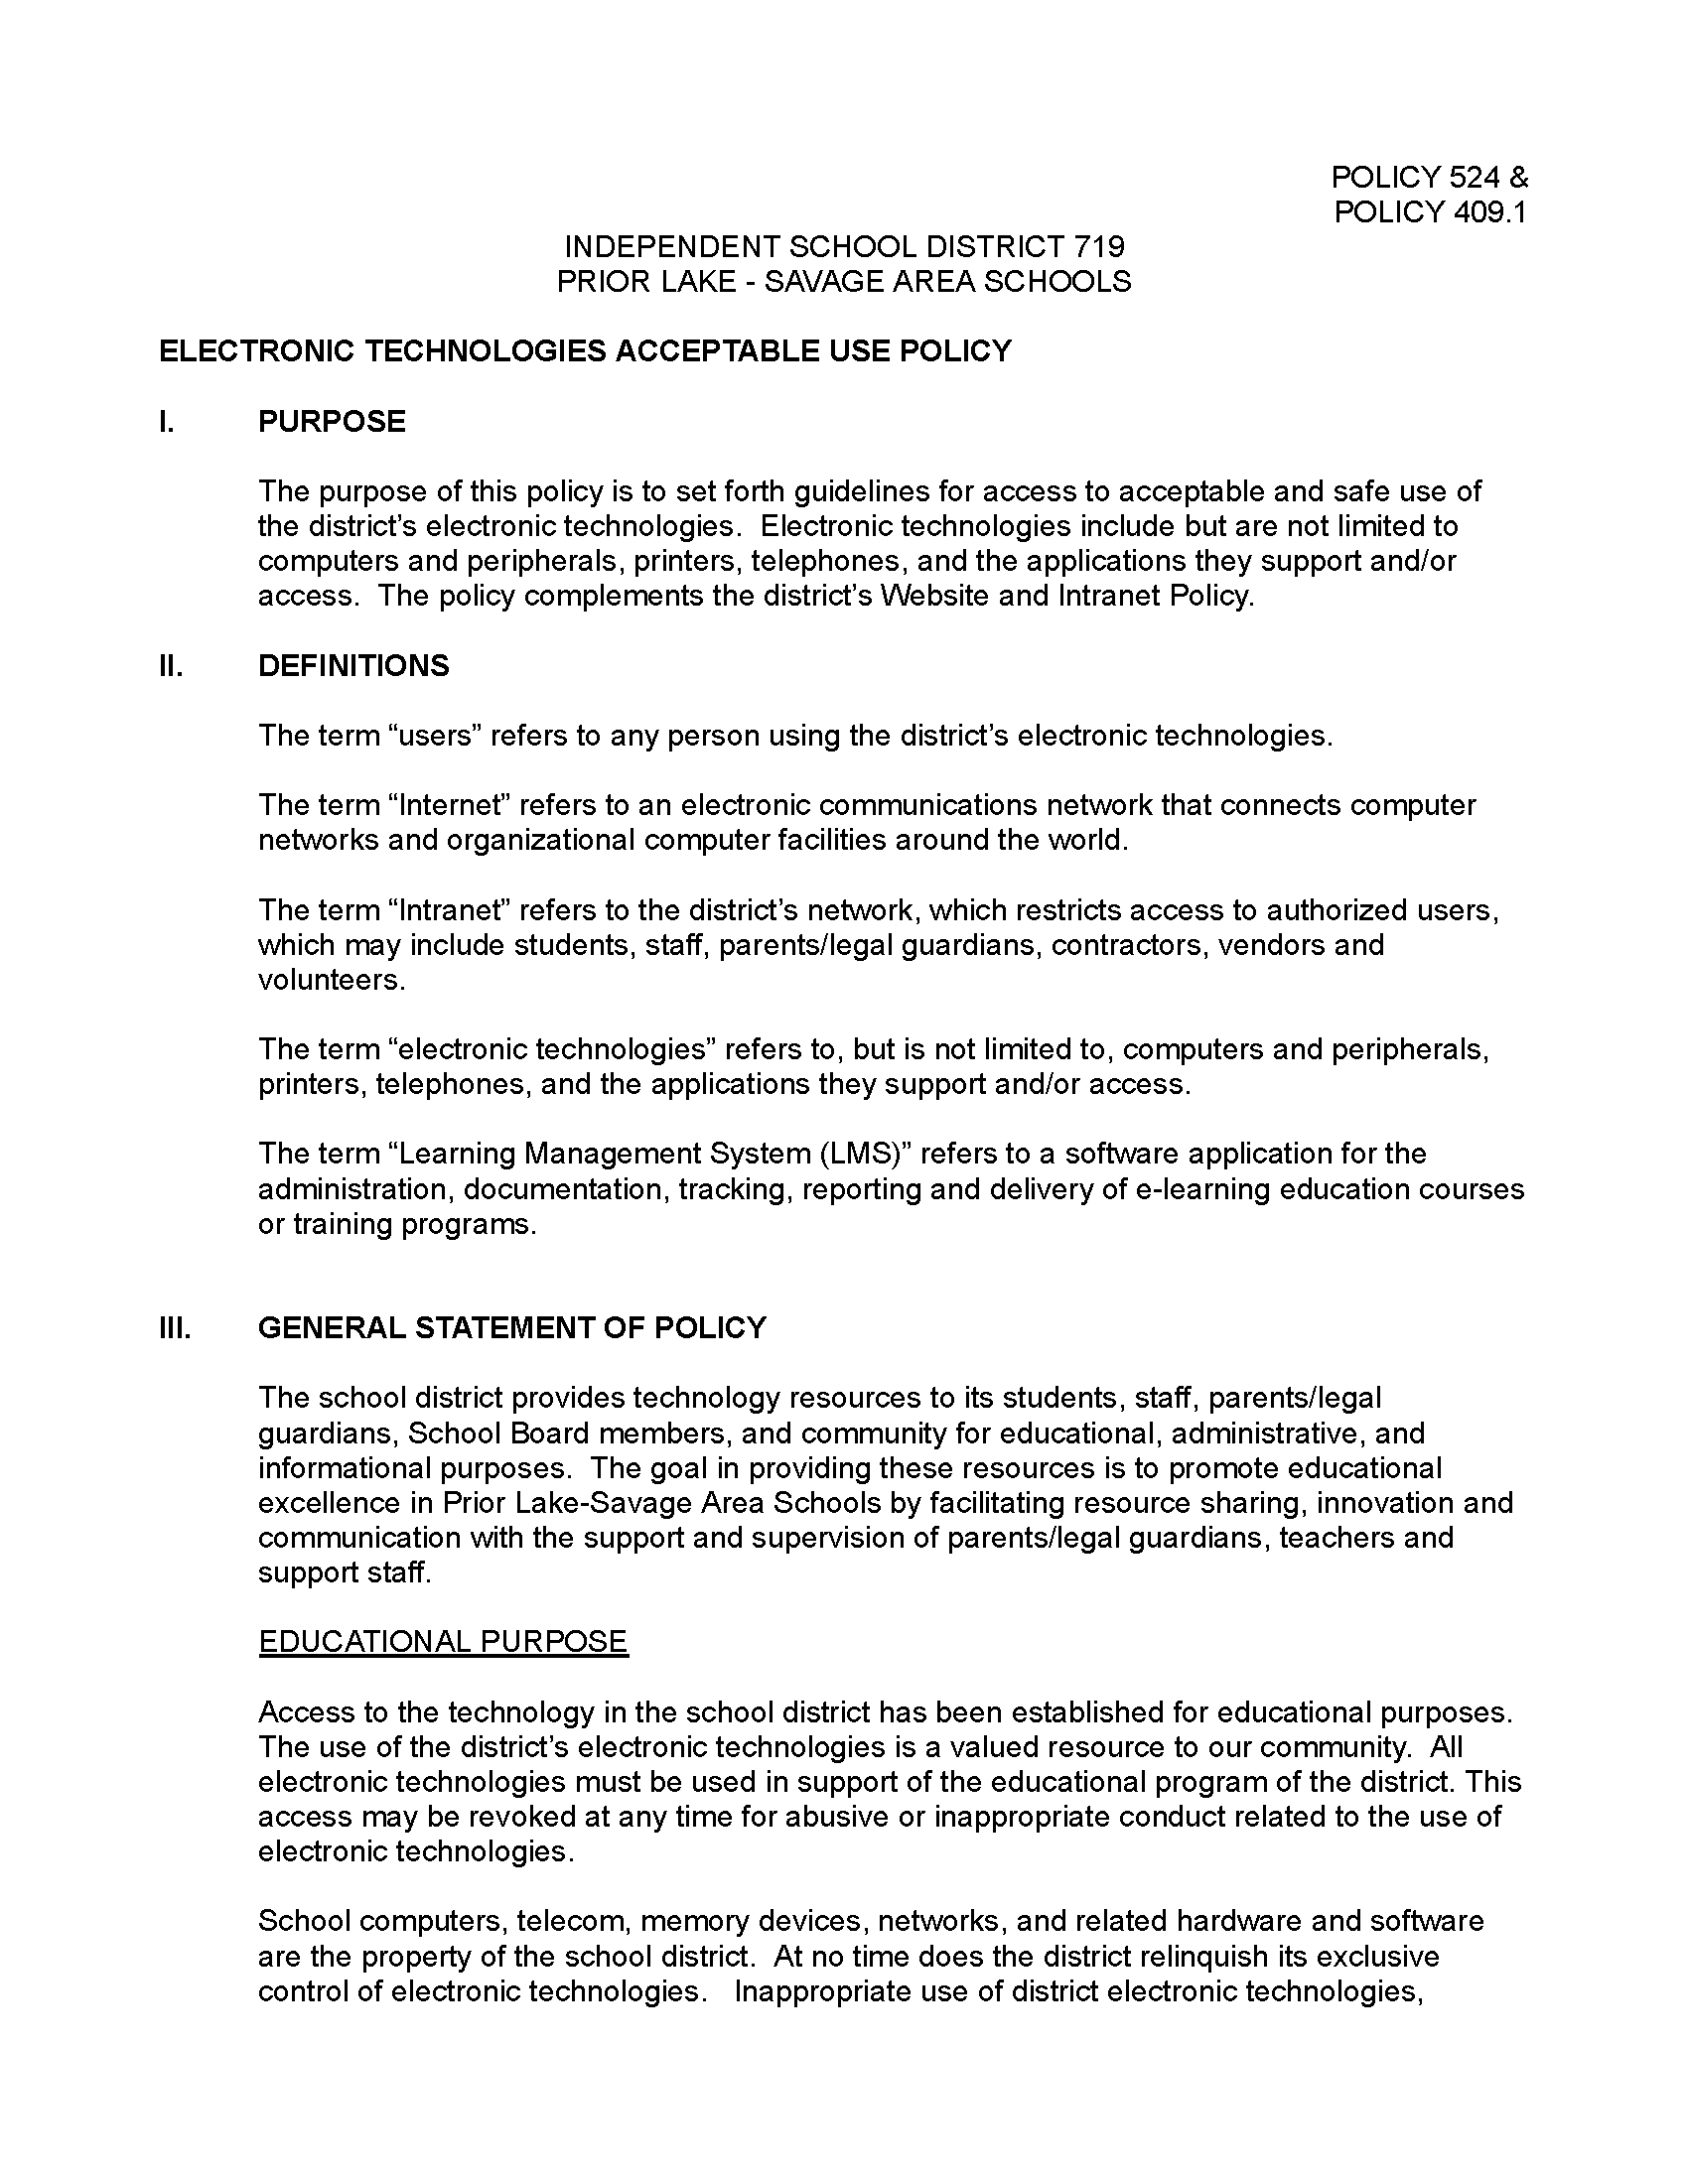 POLICY 524 &
POLICY 409.1
INDEPENDENT SCHOOL DISTRICT 719
PRIOR LAKE - SAVAGE AREA SCHOOLS
ELECTRONIC TECHNOLOGIES ACCEPTABLE USE POLICY
I. PURPOSE
The purpose of this policy is to set forth guidelines for access to acceptable and safe use of
the district’s electronic technologies.  Electronic technologies include but are not limited to
computers and peripherals, printers, telephones, and the applications they support and/or
access.  The policy complements the district’s Website and Intranet Policy.
II. DEFINITIONS
The term “users” refers to any person using the district’s electronic technologies.
The term “Internet” refers to an electronic communications network that connects computer
networks and organizational computer facilities around the world.
The term “Intranet” refers to the district’s network, which restricts access to authorized users,
which may include students, staff, parents/legal guardians, contractors, vendors and
volunteers.
The term “electronic technologies” refers to, but is not limited to, computers and peripherals,
printers, telephones, and the applications they support and/or access.
The term “Learning Management System (LMS)” refers to a software application for the
administration, documentation, tracking, reporting and delivery of e-learning education courses
or training programs.
III. GENERAL STATEMENT OF POLICY
The school district provides technology resources to its students, staff, parents/legal
guardians, School Board members, and community for educational, administrative, and
informational purposes.  The goal in providing these resources is to promote educational
excellence in Prior Lake-Savage Area Schools by facilitating resource sharing, innovation and
communication with the support and supervision of parents/legal guardians, teachers and
support staff.
EDUCATIONAL PURPOSE
Access to the technology in the school district has been established for educational purposes.
The use of the district’s electronic technologies is a valued resource to our community.  All
electronic technologies must be used in support of the educational program of the district. This
access may be revoked at any time for abusive or inappropriate conduct related to the use of
electronic technologies.
School computers, telecom, memory devices, networks, and related hardware and software
are the property of the school district.  At no time does the district relinquish its exclusive
control of electronic technologies.   Inappropriate use of district electronic technologies,